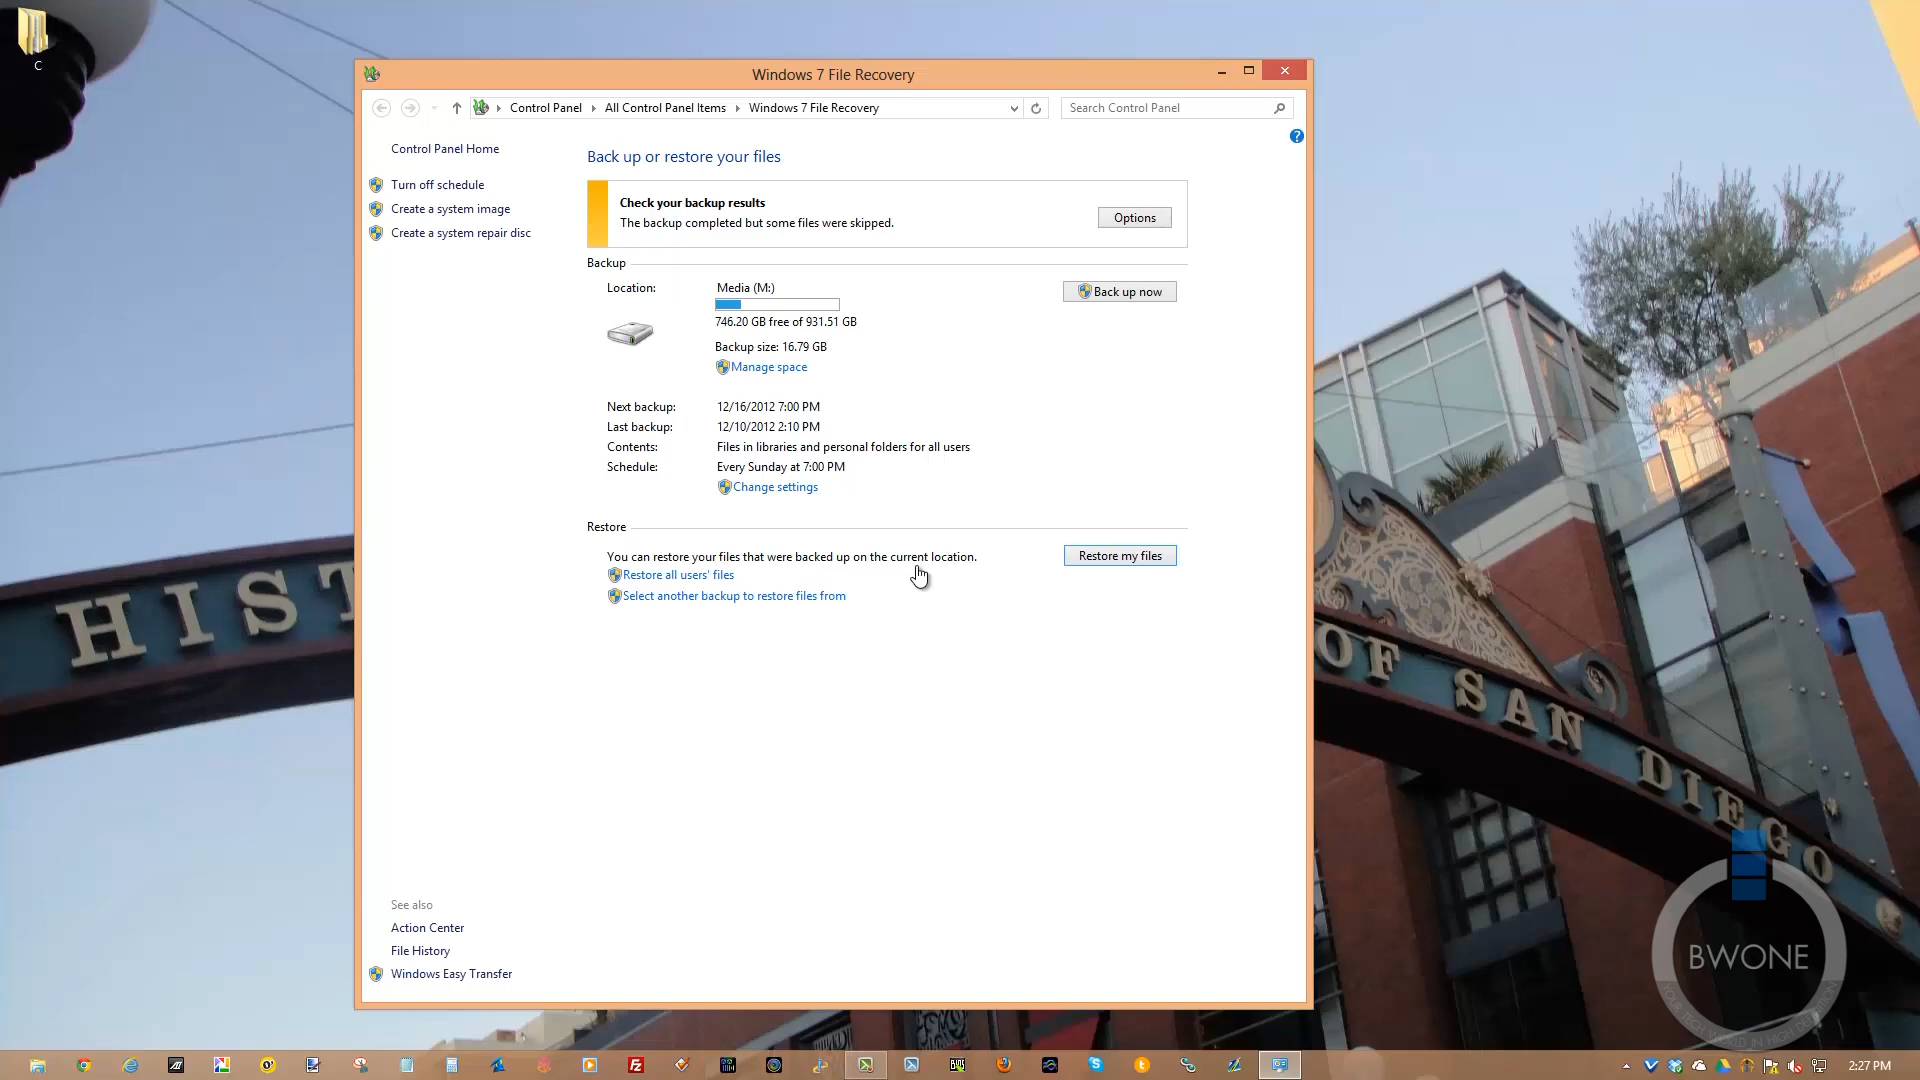 C
Windows 7 File Recovery
Control Panel
All Control Panel Items
Windows 7 File Recovery
Search Control Panel
Control Panel Home
Turn off schedule
Create a system image
Create a system repair disc
Back up or restore your files
Check your backup results
The backup completed but some files were skipped.
Options
Backup
Location:
Media (M:)
Back up now
746.20 GB free of 931.51 GB
Backup size: 16.79 GB
Manage space
Next backup: 12/16/2012 7:00 PM
Last backup: 12/10/2012 2:10 PM
Contents: Files in libraries and personal folders for all users
Schedule: Every Sunday at 7:00 PM
Change settings
Restore
You can restore your files that were backed up on the current location.
Restore my files
Restore all users' files
Select another backup to restore files from
See also
Action Center
File History
Windows Easy Transfer
HIST
OF SAN DIEGO
BWONE
YOUR TECH WORLD IN HIGH DEFINITION
2:27 PM